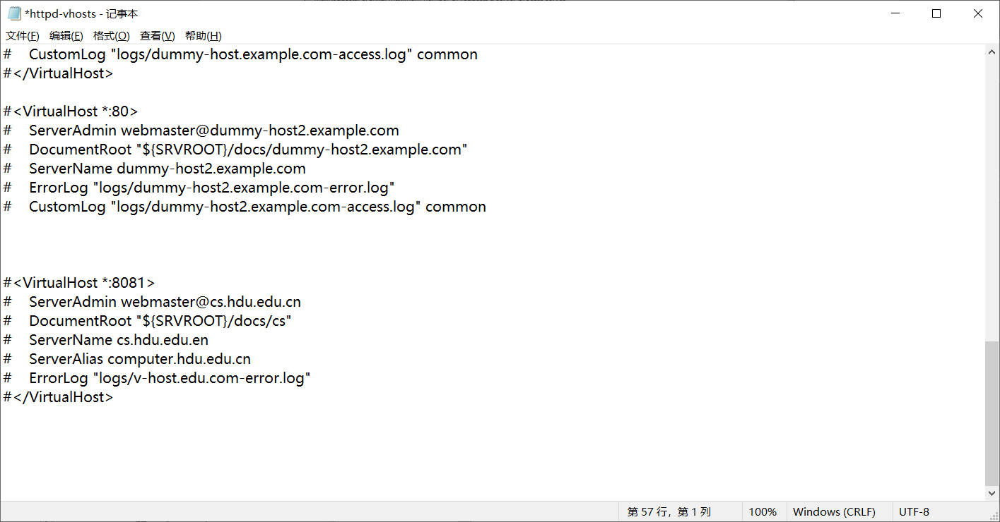 *httpd-vhosts - 记事本
文件(F) 编辑(E) 格式(O) 查看(V) 帮助(H)
#    CustomLog "logs/dummy-host.example.com-access.log" common
#</VirtualHost>
#<VirtualHost *:80>
#    ServerAdmin webmaster@dummy-host2.example.com
#    DocumentRoot "${SRVROOT}/docs/dummy-host2.example.com"
#    ServerName dummy-host2.example.com
#    ErrorLog "logs/dummy-host2.example.com-error.log"
#    CustomLog "logs/dummy-host2.example.com-access.log" common
#<VirtualHost *:8081>
#    ServerAdmin webmaster@cs.hdu.edu.cn
#    DocumentRoot "${SRVROOT}/docs/cs"
#    ServerName cs.hdu.edu.en
#    ServerAlias computer.hdu.edu.cn
#    ErrorLog "logs/v-host.edu.com-error.log"
#</VirtualHost>
第 57 行，第 1 列 100% Windows (CRLF) UTF-8